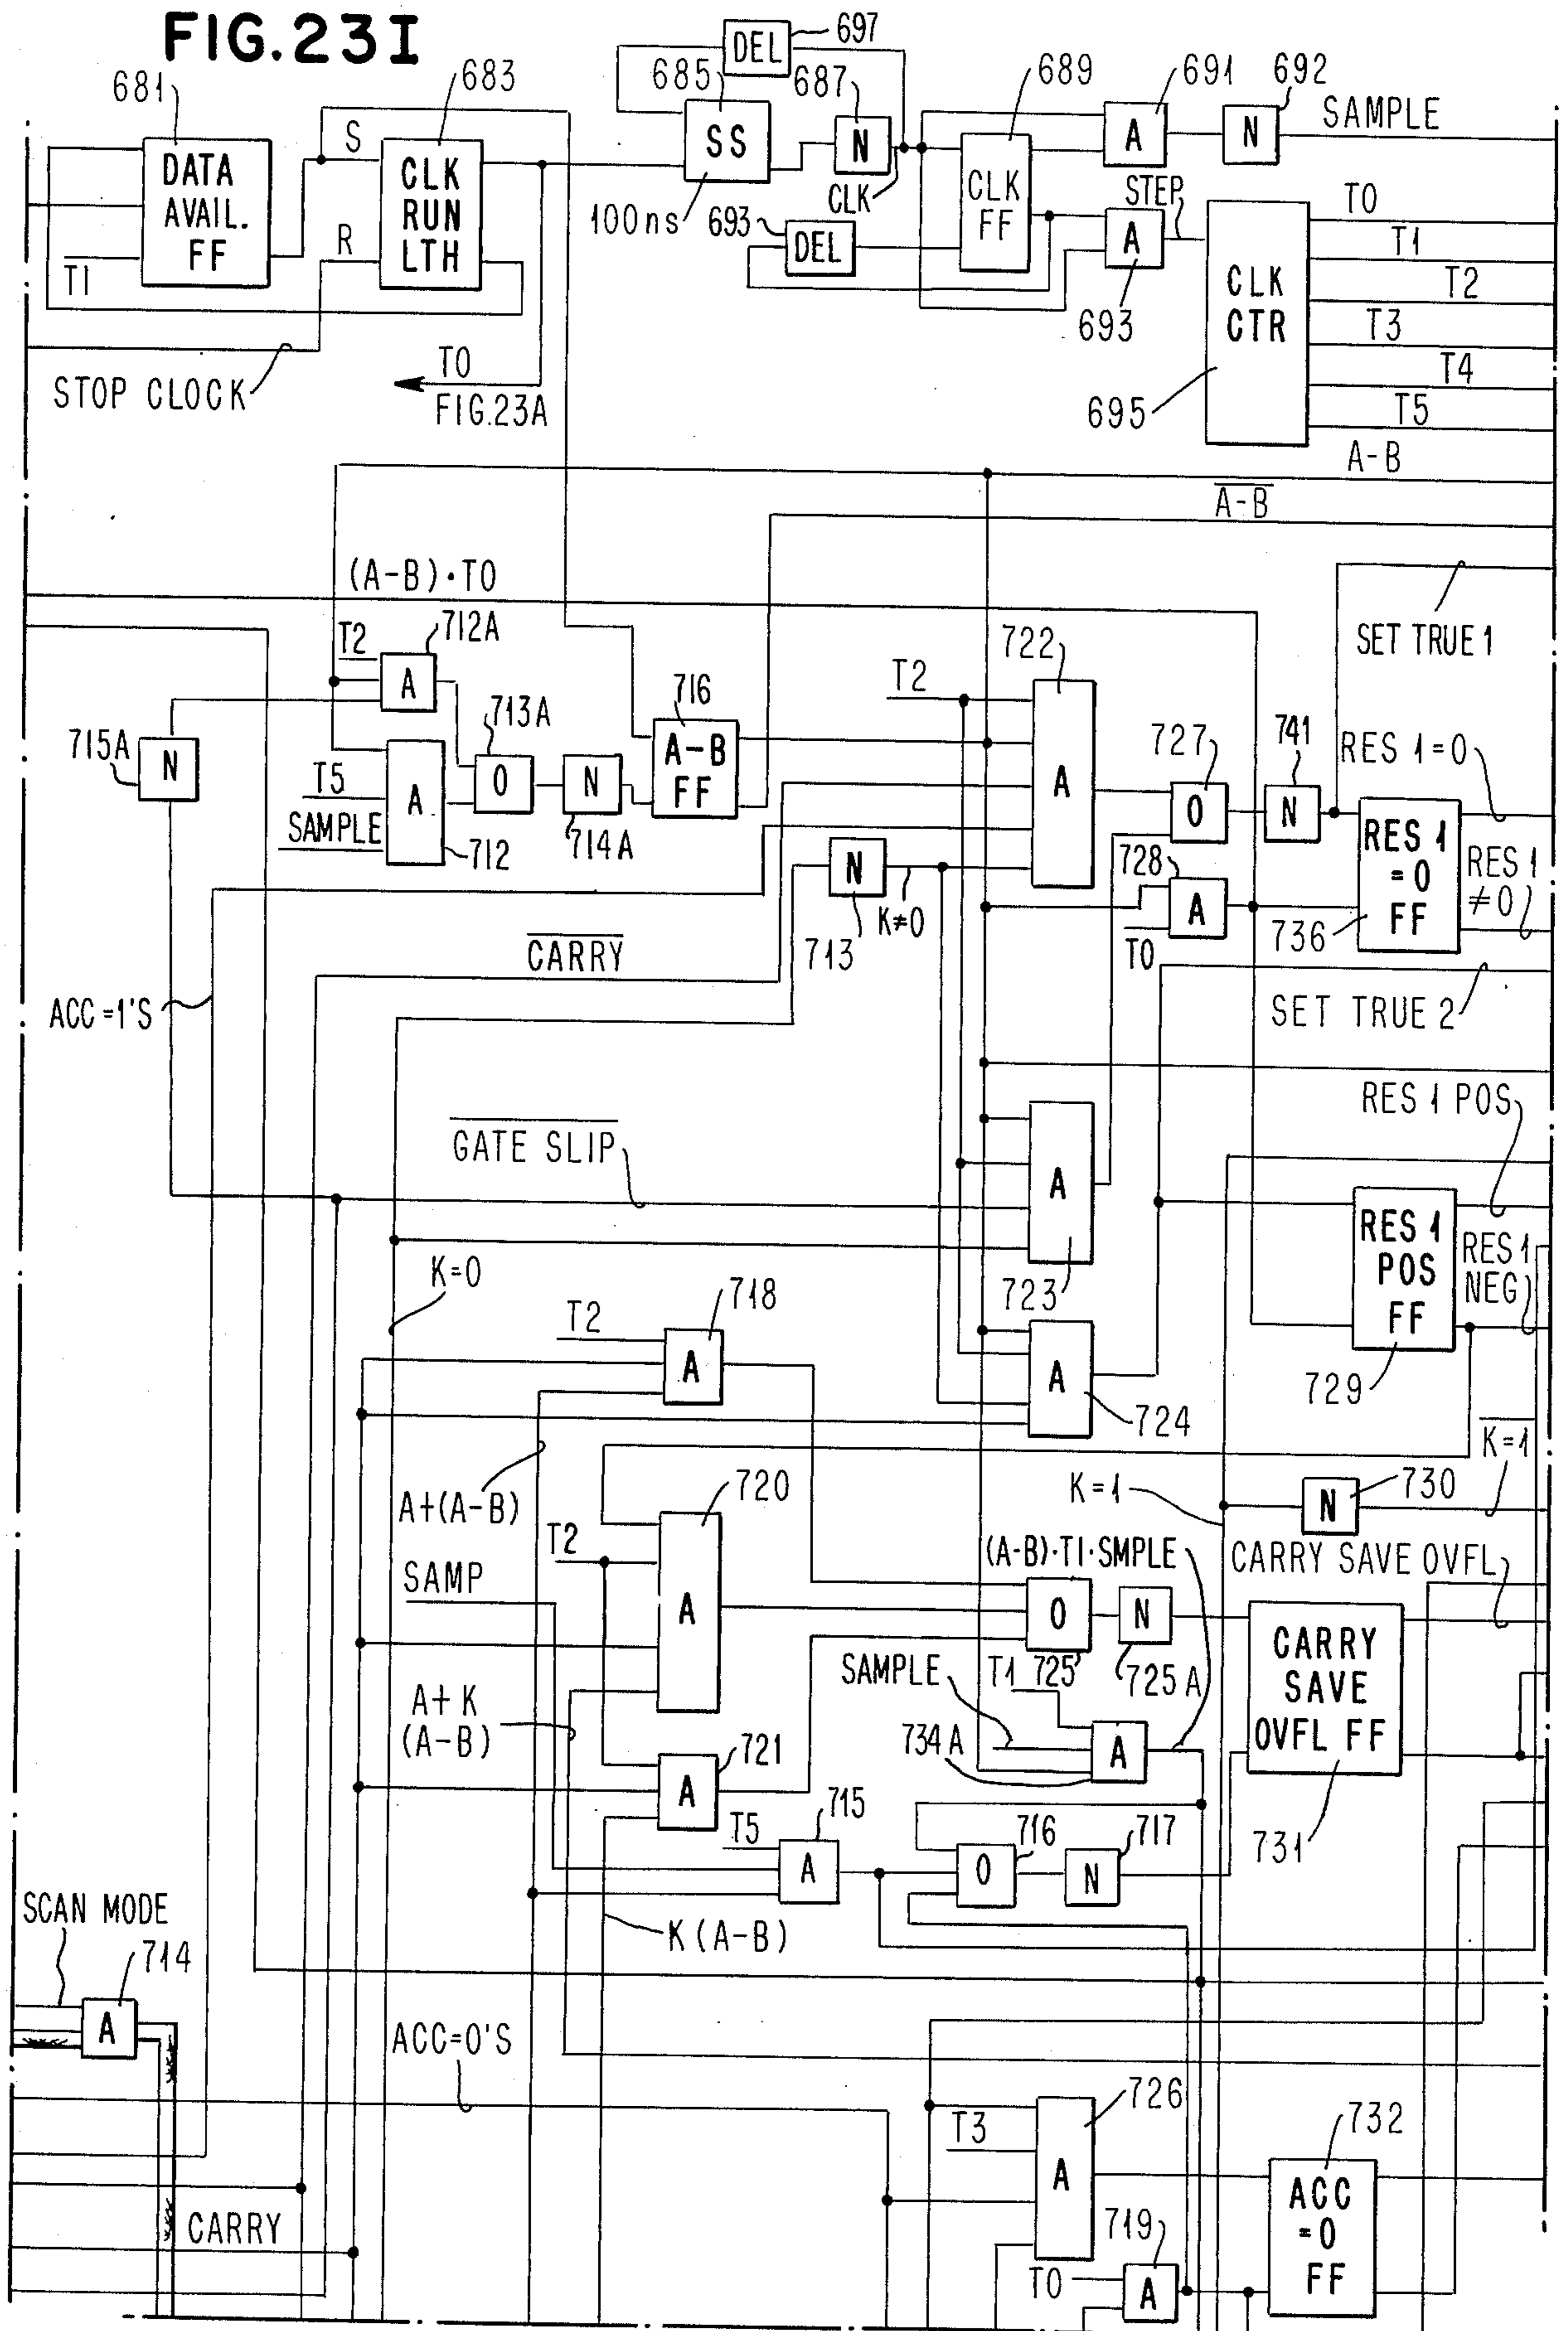 FIG.23I
681
683
685
DEL
697
687
689
691
692
SAMPLE
DATA
AVAIL.
FF
T1
S
R
CLK
RUN
LTH
SS
100ns
N
CLK
693
DEL
CLK
FF
A
N
STEP
A
693
CLK
CTR
695
T0
T1
T2
T3
T4
T5
STOP CLOCK
T0
FIG.23A
A-B
A-B
(A-B)·T0
SET TRUE 1
T2
712A
A
715A
N
T5
SAMPLE
A
712
713A
O
N
714A
716
A-B
FF
T2
722
A
727
O
741
N
RES 1=0
RES 1
=0
FF
736
RES 1
≠0
N
713
K≠0
728
A
T0
CARRY
ACC=1'S
SET TRUE 2
RES 1 POS
GATE SLIP
A
723
RES 1
POS
FF
729
RES 1
NEG
K=0
T2
718
A
A
724
A+(A-B)
720
T2
SAMP
A
K=1
N
730
K=1
(A-B)·T1·SMPLE
CARRY SAVE OVFL
O
725
N
725A
CARRY
SAVE
OVFL FF
731
A+K
(A-B)
SAMPLE
T1
734A
A
721
A
T5
715
A
716
O
717
N
K(A-B)
SCAN MODE
714
A
ACC=0'S
T3
726
A
732
ACC
=0
FF
CARRY
719
T0
A